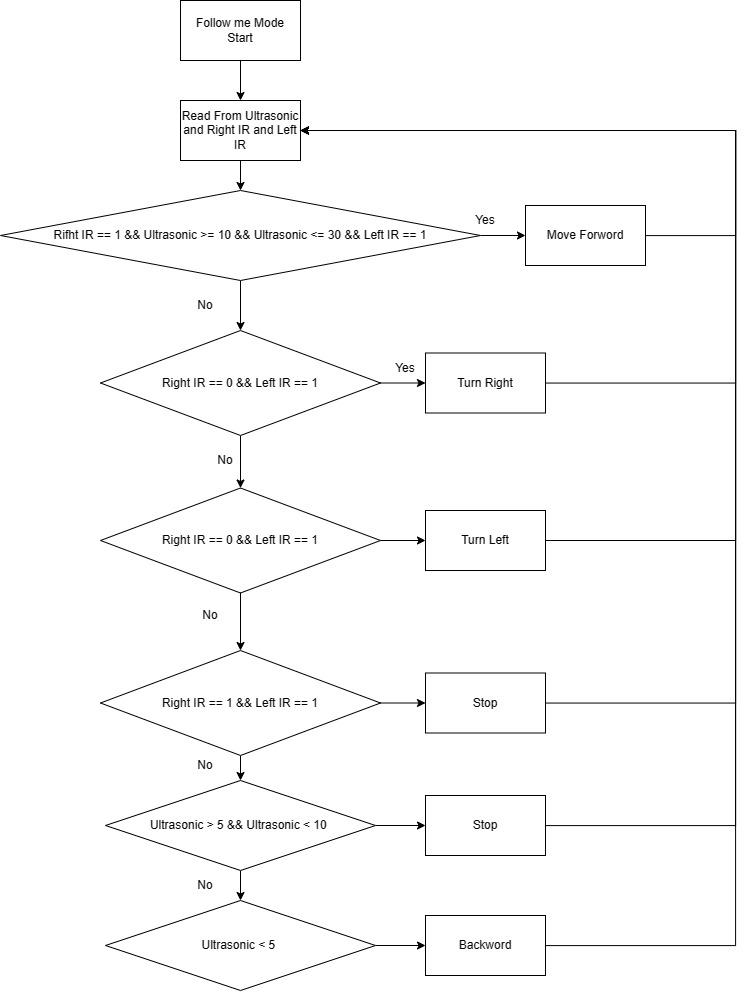 Follow me Mode
Start
Read From Ultrasonic
and Right IR and Left
IR
Rifht IR == 1 && Ultrasonic >= 10 && Ultrasonic <= 30 && Left IR == 1
Yes
Move Forword
No
Right IR == 0 && Left IR == 1
Yes
Turn Right
No
Right IR == 0 && Left IR == 1
Turn Left
No
Right IR == 1 && Left IR == 1
Stop
No
Ultrasonic > 5 && Ultrasonic < 10
Stop
No
Ultrasonic < 5
Backword